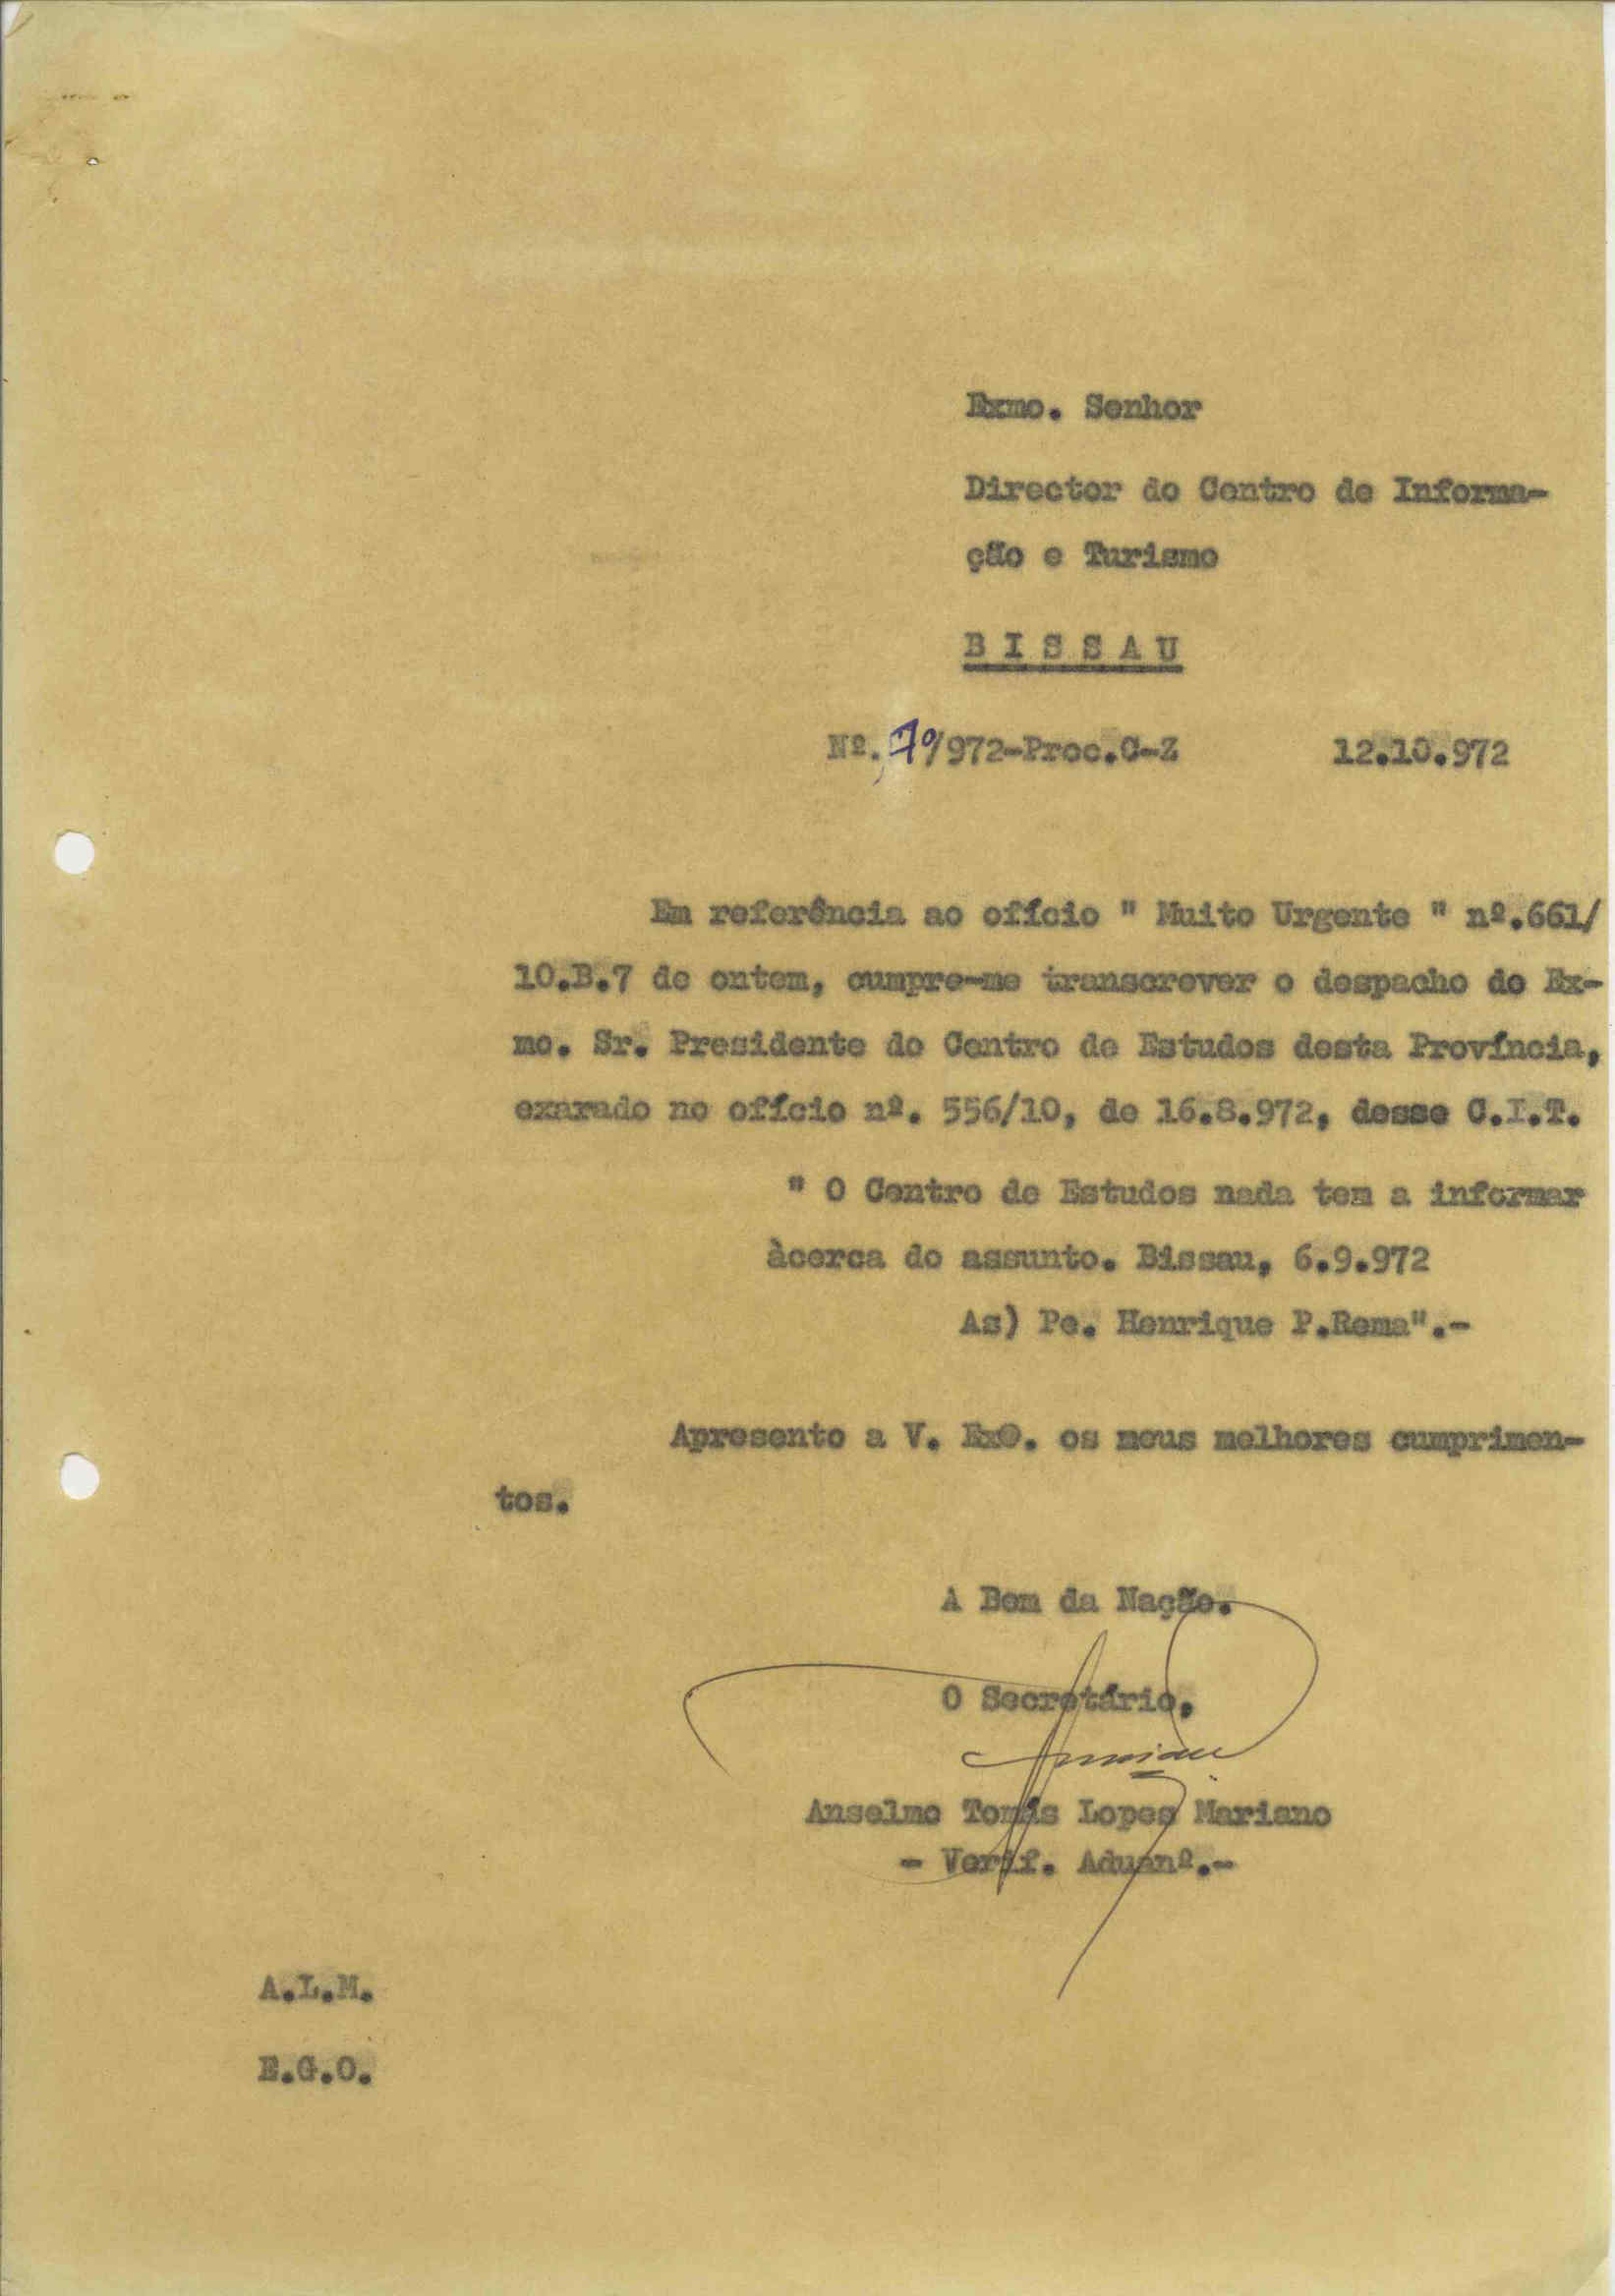 Exmo. Senhor
Director do Centro de Informa-
ção e Turismo
B I S S A U
Nº. 70/972-Proc.C-Z 12.10.972
Em referência ao ofício " Muito Urgente " nº.661/
10.B.7 de ontem, cumpre-me transcrever o despacho do Ex-
mo. Sr. Presidente do Centro de Estudos desta Província,
exarado no ofício nº. 556/10, de 16.8.972, desse C.I.T.
" O Centro de Estudos nada tem a informar
àcerca do assunto. Bissau, 6.9.972
As) Pe. Henrique P.Rema".-
Apresento a V. Ex@. os meus melhores cumprimen-
tos.
A Bem da Nação.
O Secretário,
Anselmo Tomás Lopes Mariano
- Verif. Aduanº.-
A.L.M.
E.G.O.